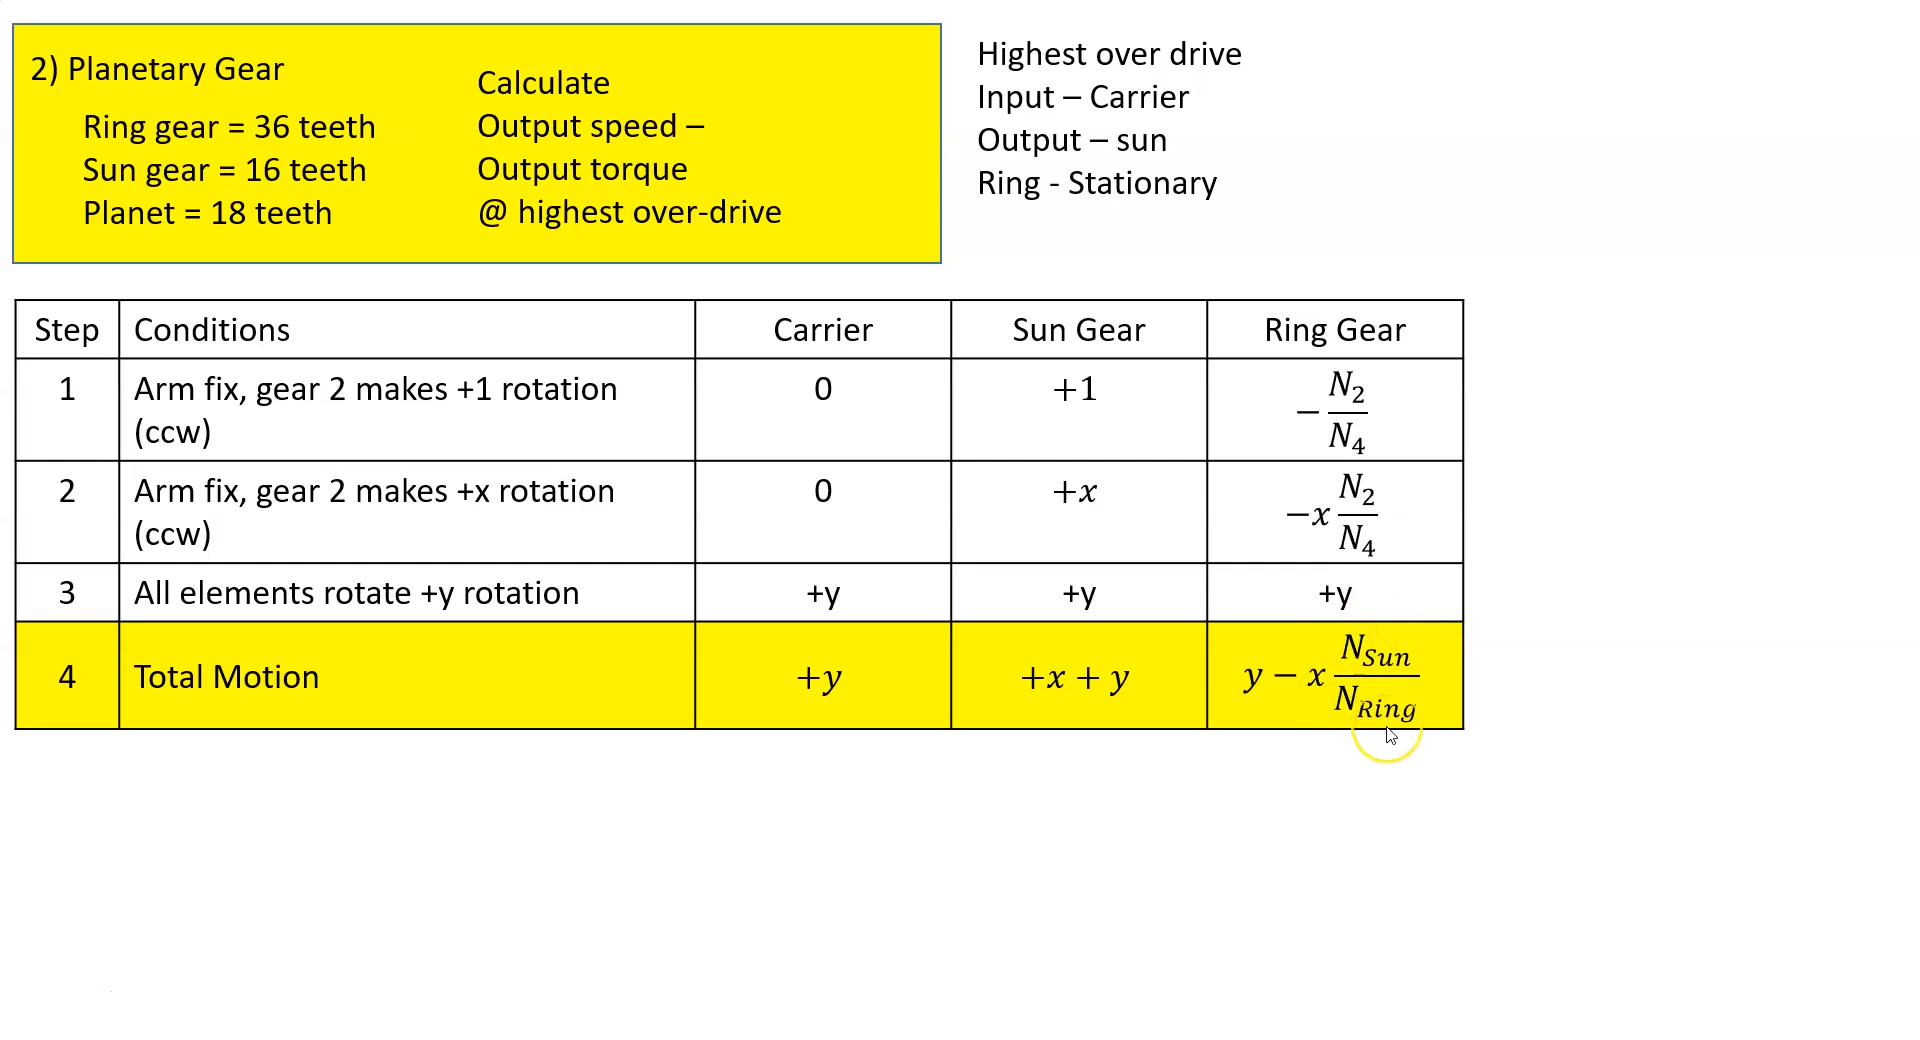 2) Planetary Gear
Ring gear = 36 teeth
Sun gear = 16 teeth
Planet = 18 teeth
Calculate
Output speed –
Output torque
@ highest over-drive
Highest over drive
Input – Carrier
Output – sun
Ring - Stationary
Step Conditions Carrier Sun Gear Ring Gear
1 Arm fix, gear 2 makes +1 rotation (ccw) 0 +1 −N₂/N₄
2 Arm fix, gear 2 makes +x rotation (ccw) 0 +x −x N₂/N₄
3 All elements rotate +y rotation +y +y +y
4 Total Motion +y +x + y y − x N_Sun/N_Ring